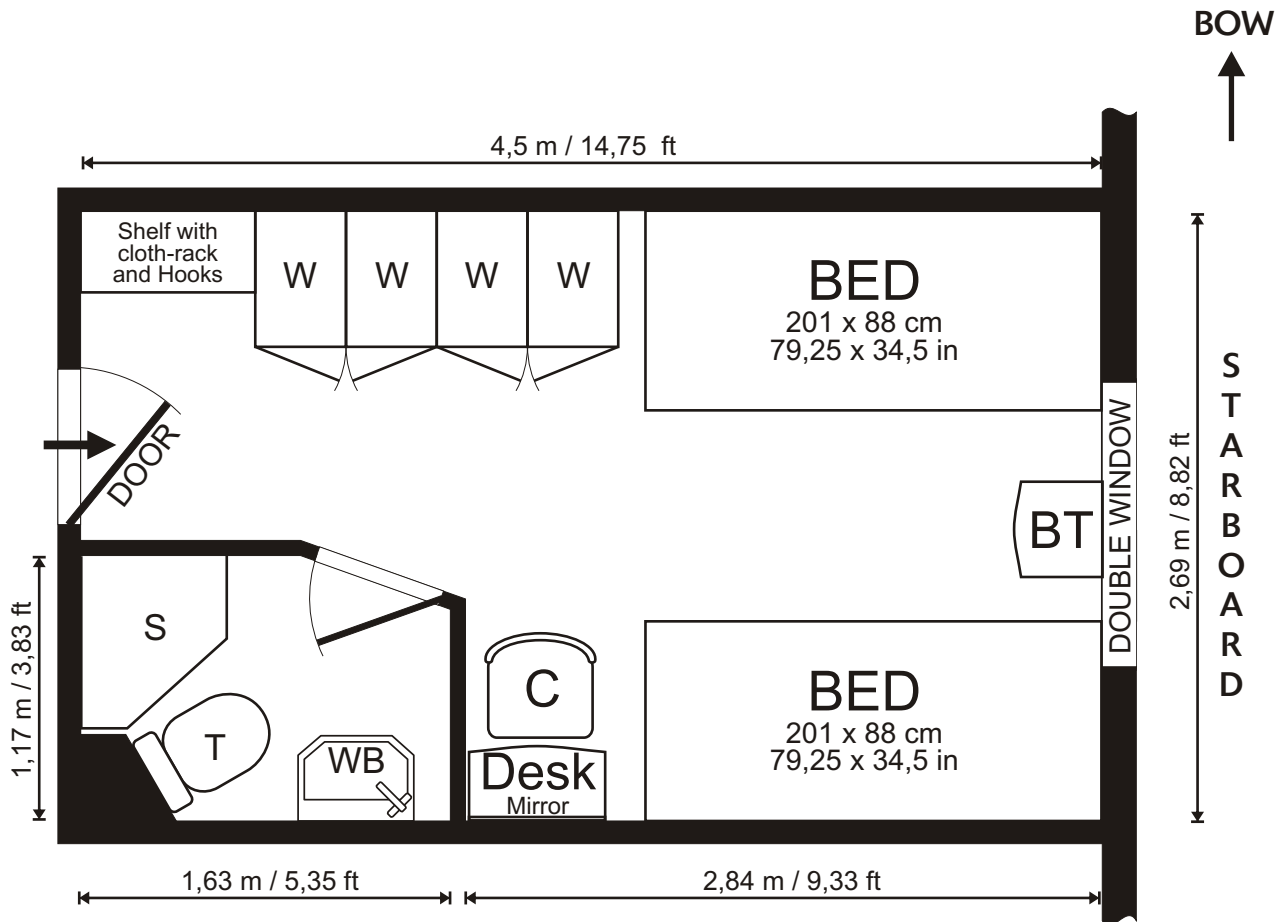 BOW
4,5 m / 14,75 ft
Shelf with
cloth-rack
and Hooks
W
W
W
W
BED
201 x 88 cm
79,25 x 34,5 in
DOOR
STARBOARD
DOUBLE WINDOW
2,69 m / 8,82 ft
BT
1,17 m / 3,83 ft
S
T
WB
C
Desk
Mirror
BED
201 x 88 cm
79,25 x 34,5 in
1,63 m / 5,35 ft
2,84 m / 9,33 ft